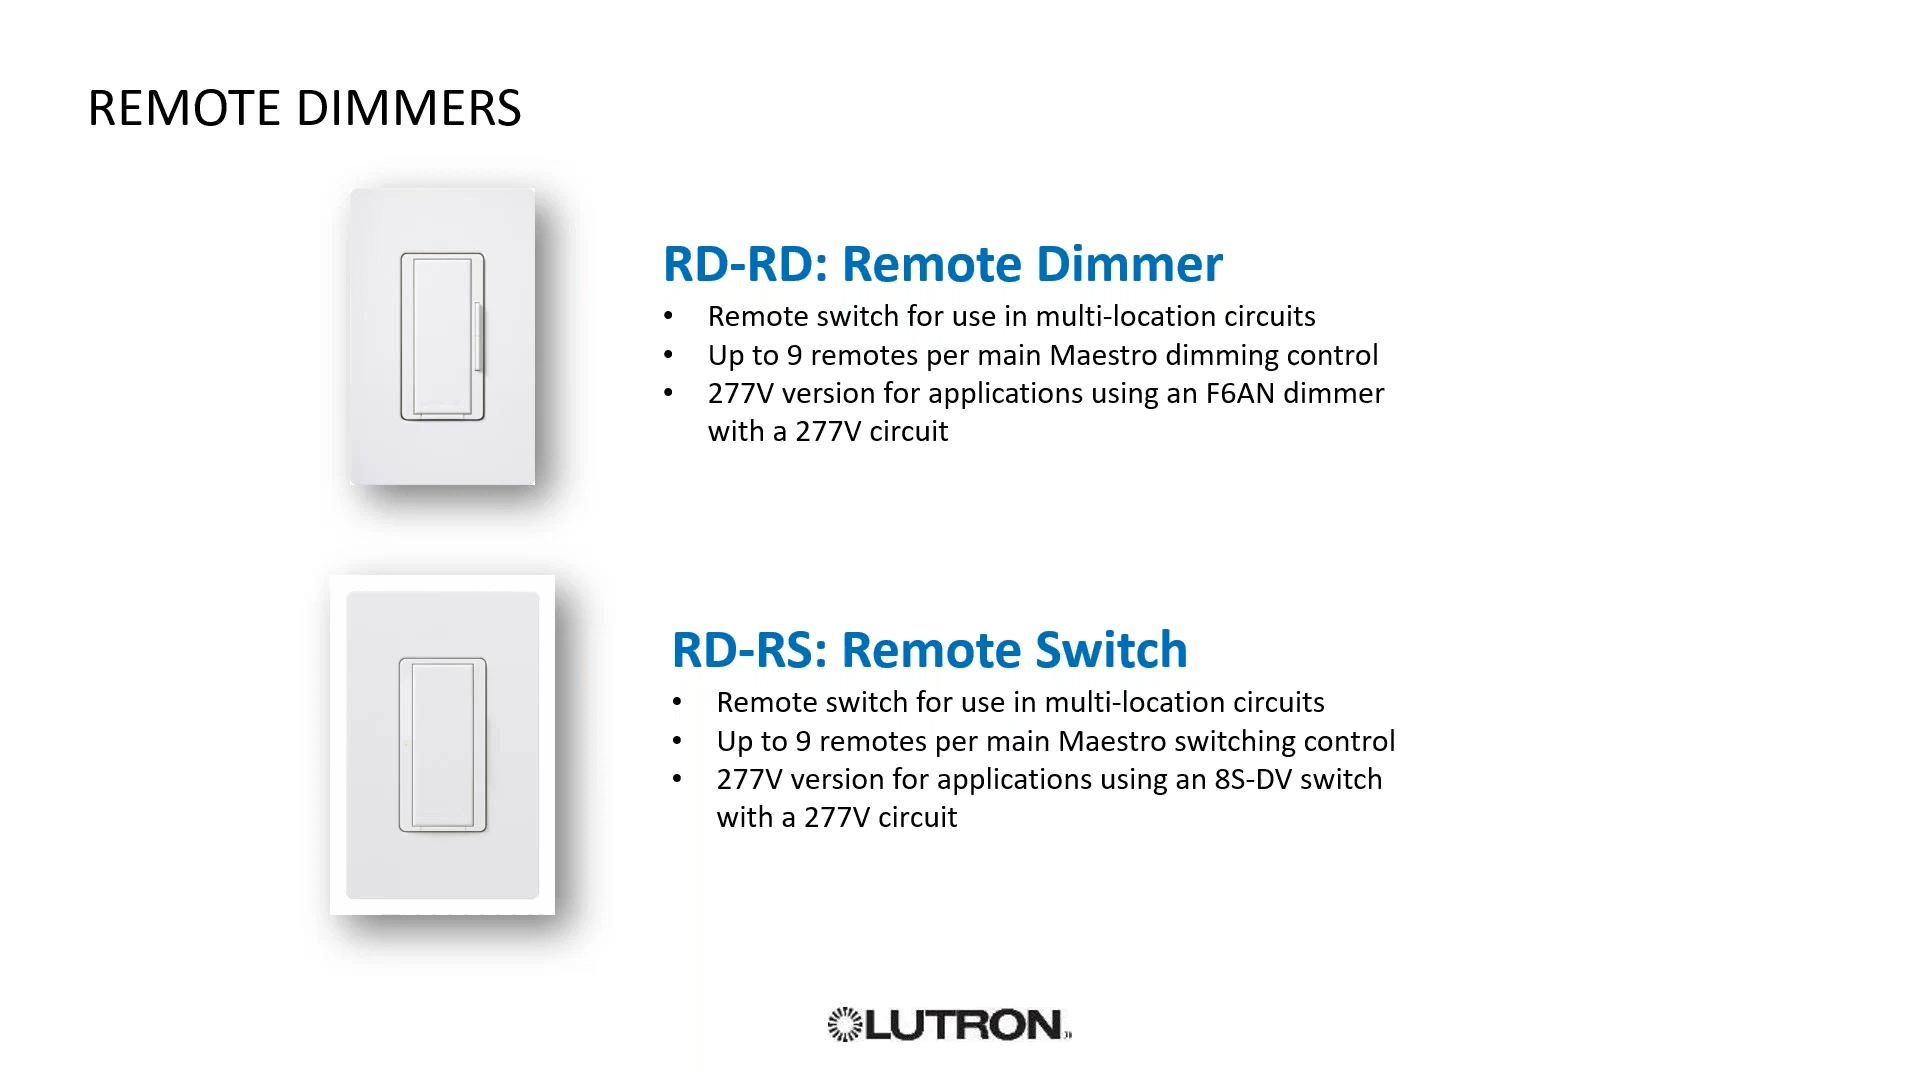 REMOTE DIMMERS
RD-RD: Remote Dimmer
• Remote switch for use in multi-location circuits
• Up to 9 remotes per main Maestro dimming control
• 277V version for applications using an F6AN dimmer
with a 277V circuit
RD-RS: Remote Switch
• Remote switch for use in multi-location circuits
• Up to 9 remotes per main Maestro switching control
• 277V version for applications using an 8S-DV switch
with a 277V circuit
LUTRON